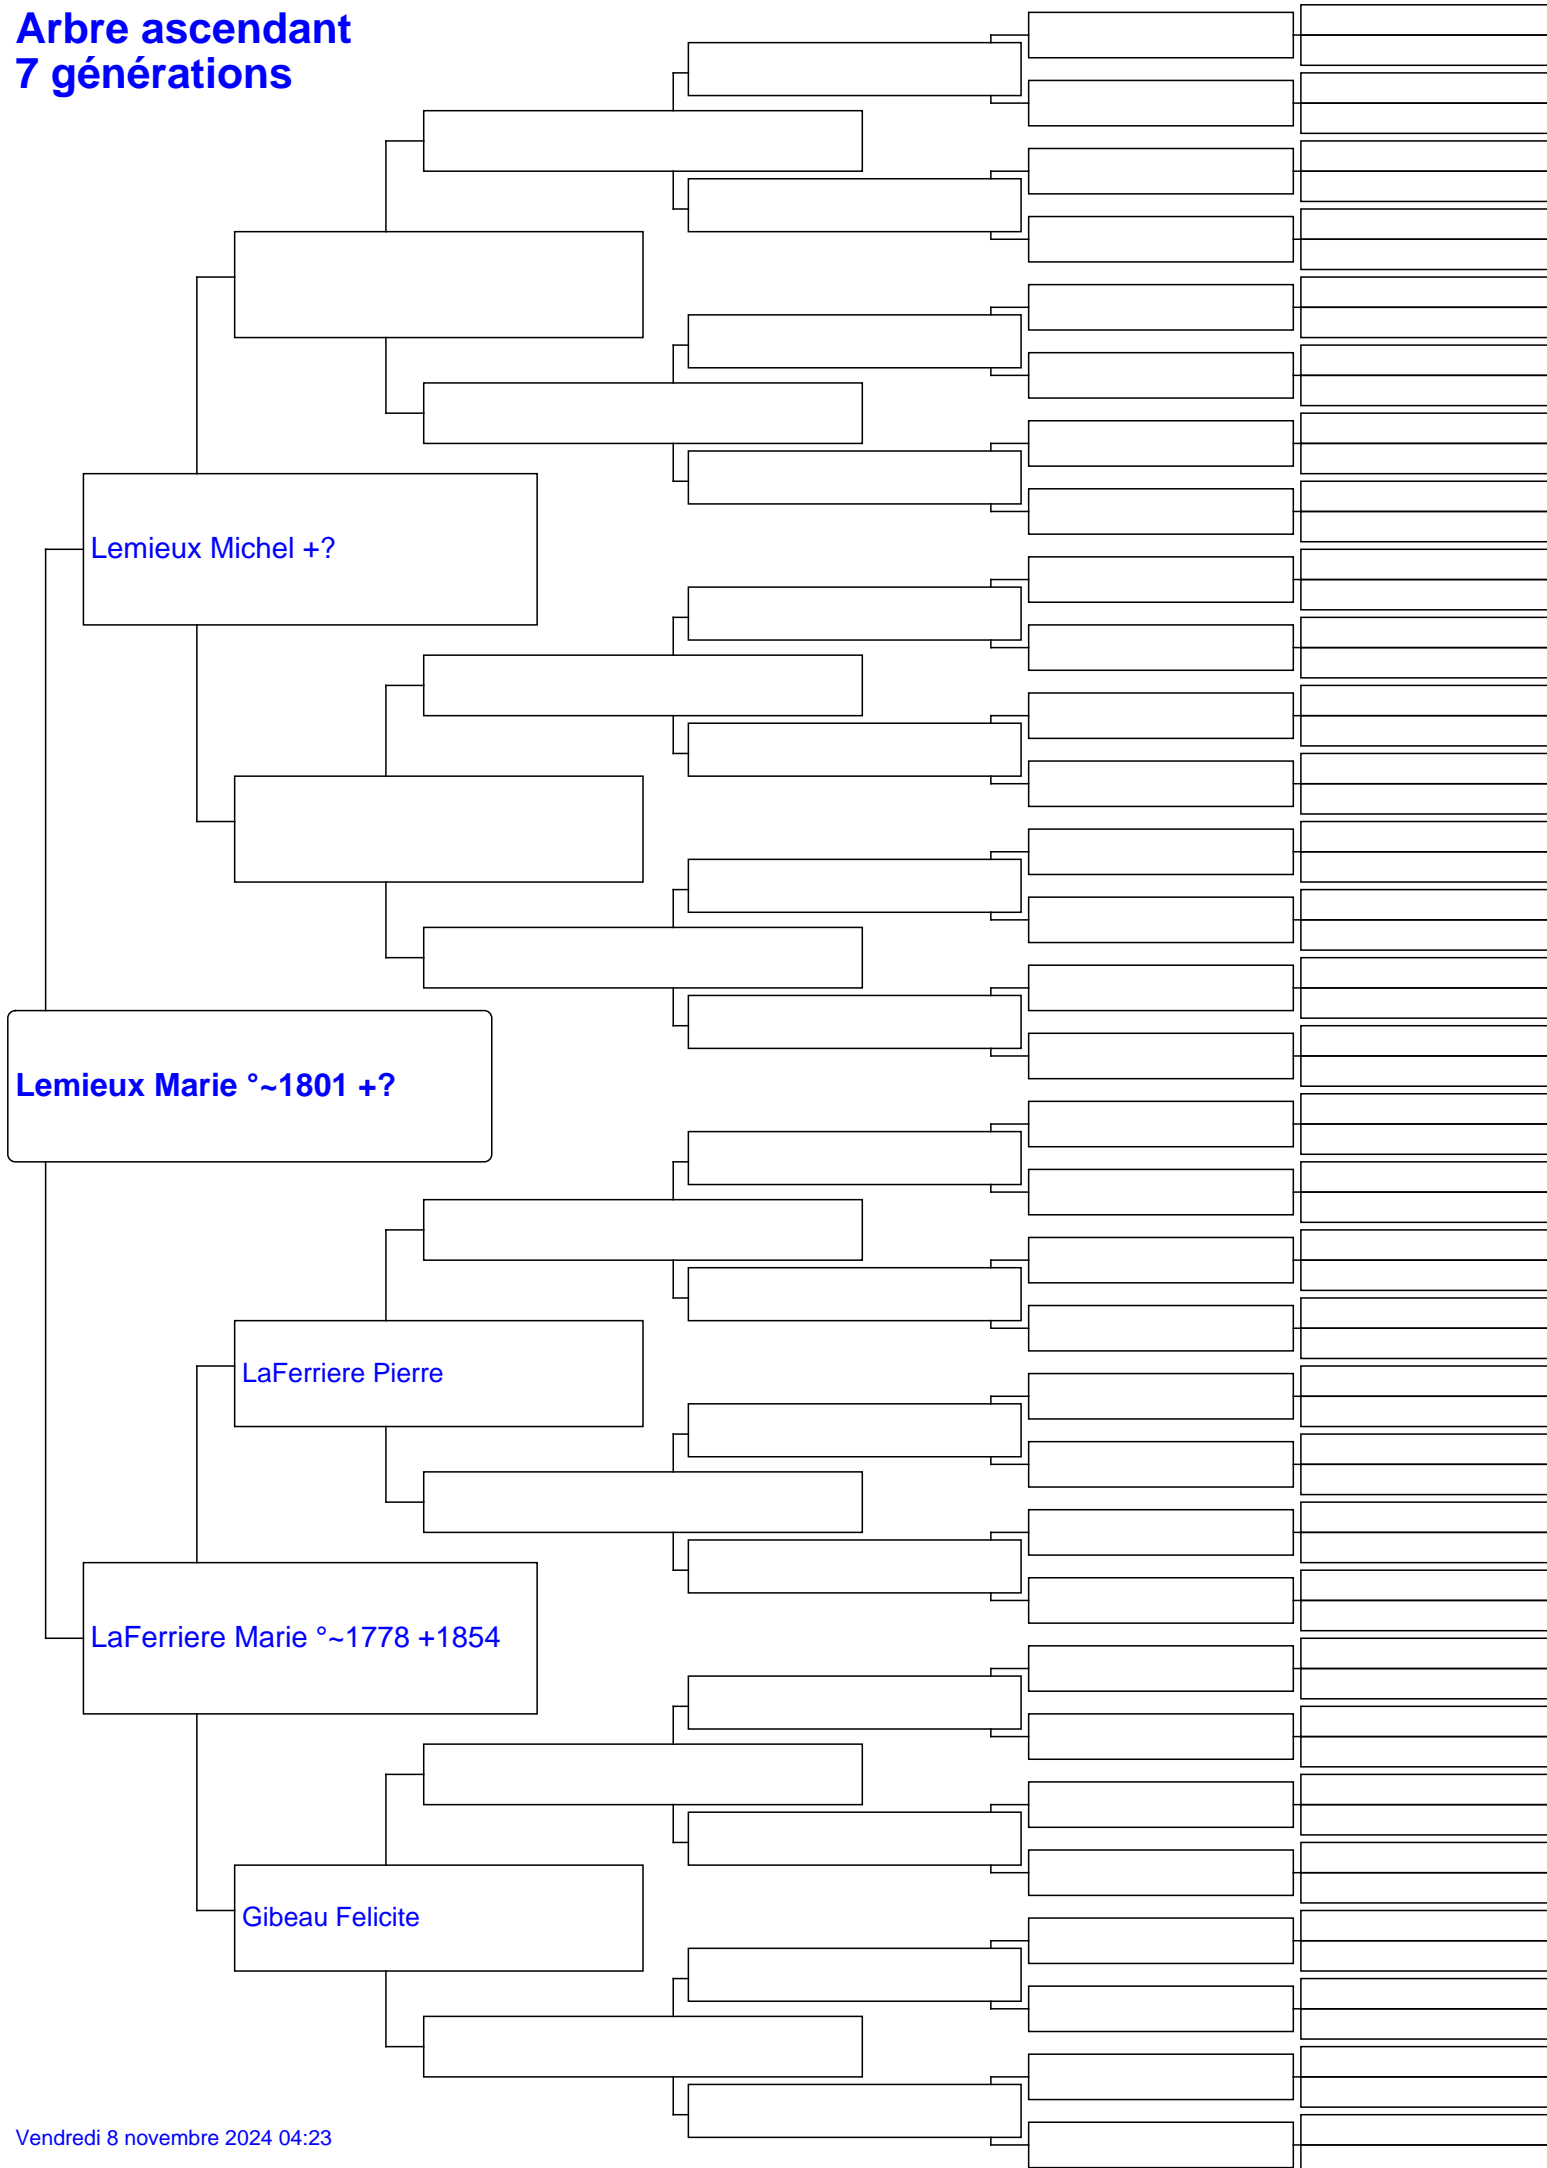 Arbre ascendant
7 générations
Lemieux Michel +?
Lemieux Marie °~1801 +?
LaFerriere Pierre
LaFerriere Marie °~1778 +1854
Gibeau Felicite
Vendredi 8 novembre 2024 04:23